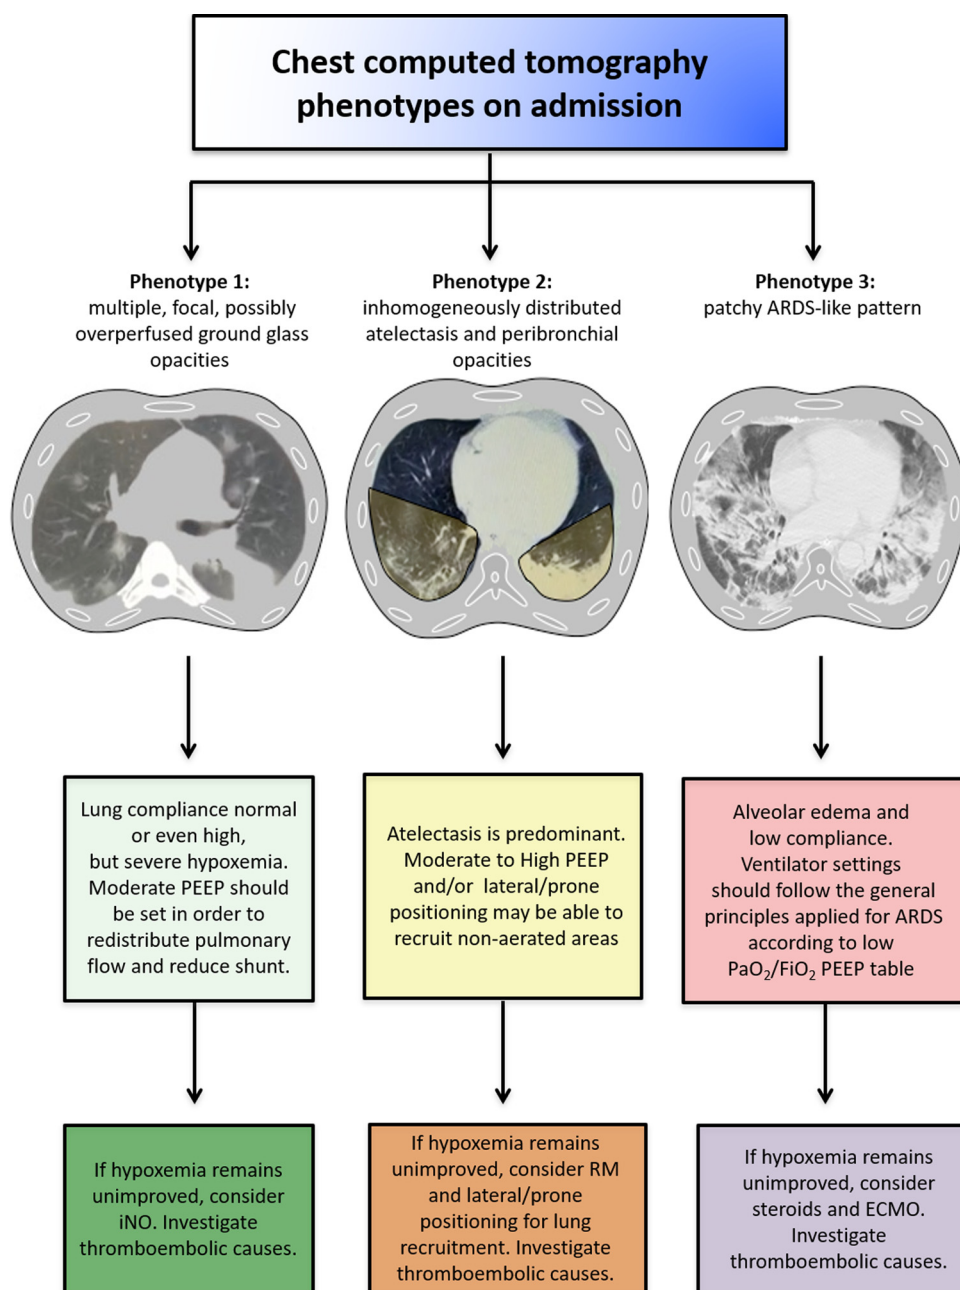 Chest computed tomography
phenotypes on admission
Phenotype 1:
multiple, focal, possibly
overperfused ground glass
opacities
Phenotype 2:
inhomogeneously distributed
atelectasis and peribronchial
opacities
Phenotype 3:
patchy ARDS-like pattern
Lung compliance normal
or even high,
but severe hypoxemia.
Moderate PEEP should
be set in order to
redistribute pulmonary
flow and reduce shunt.
Atelectasis is predominant.
Moderate to High PEEP
and/or lateral/prone
positioning may be able to
recruit non-aerated areas
Alveolar edema and
low compliance.
Ventilator settings
should follow the general
principles applied for ARDS
according to low
PaO₂/FiO₂ PEEP table
If hypoxemia remains
unimproved, consider
iNO. Investigate
thromboembolic causes.
If hypoxemia remains
unimproved, consider RM
and lateral/prone
positioning for lung
recruitment. Investigate
thromboembolic causes.
If hypoxemia remains
unimproved, consider
steroids and ECMO.
Investigate
thromboembolic causes.